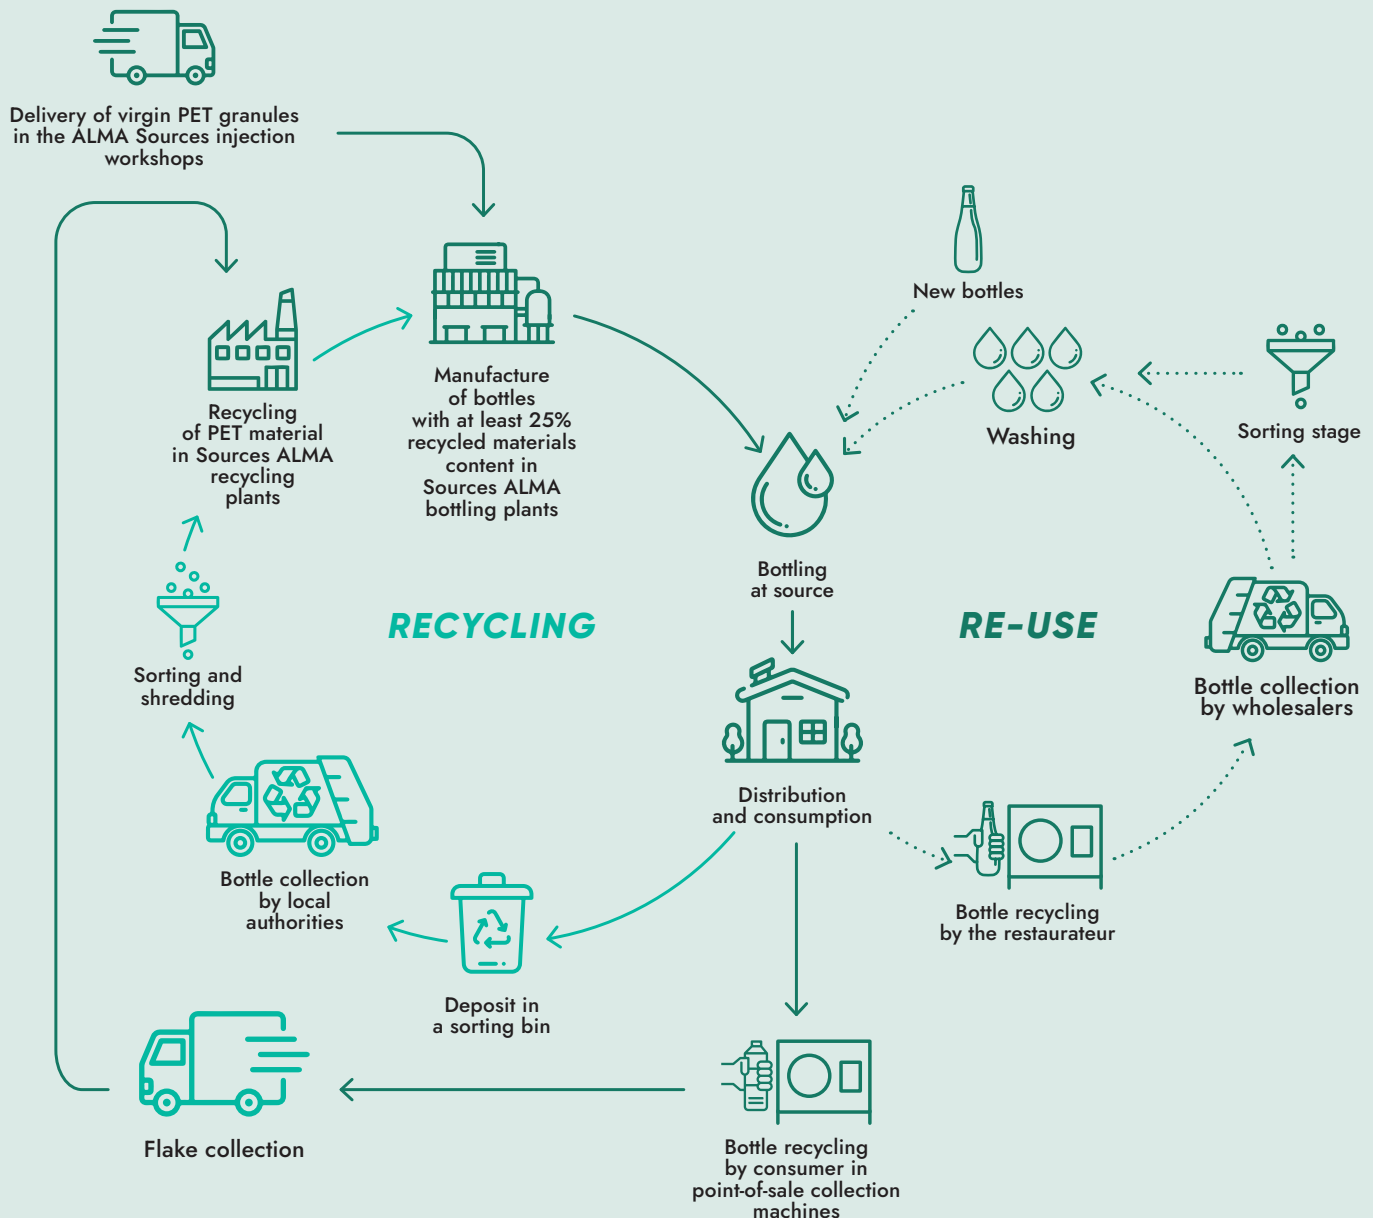 Delivery of virgin PET granules
in the ALMA Sources injection
workshops
New bottles
Recycling
of PET material
in Sources ALMA
recycling
plants
Manufacture
of bottles
with at least 25%
recycled materials
content in
Sources ALMA
bottling plants
Washing
Sorting stage
Bottling
at source
RECYCLING
RE-USE
Sorting and
shredding
Bottle collection
by wholesalers
Distribution
and consumption
Bottle collection
by local
authorities
Bottle recycling
by the restaurateur
Deposit in
a sorting bin
Flake collection
Bottle recycling
by consumer in
point-of-sale collection
machines